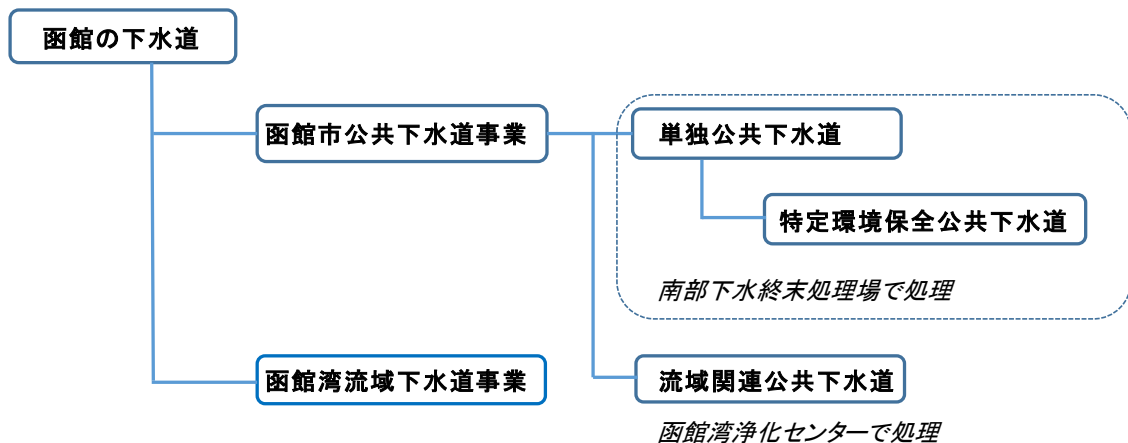 函館の下水道
函館市公共下水道事業
単独公共下水道
特定環境保全公共下水道
南部下水終末処理場で処理
函館湾流域下水道事業
流域関連公共下水道
函館湾浄化センターで処理